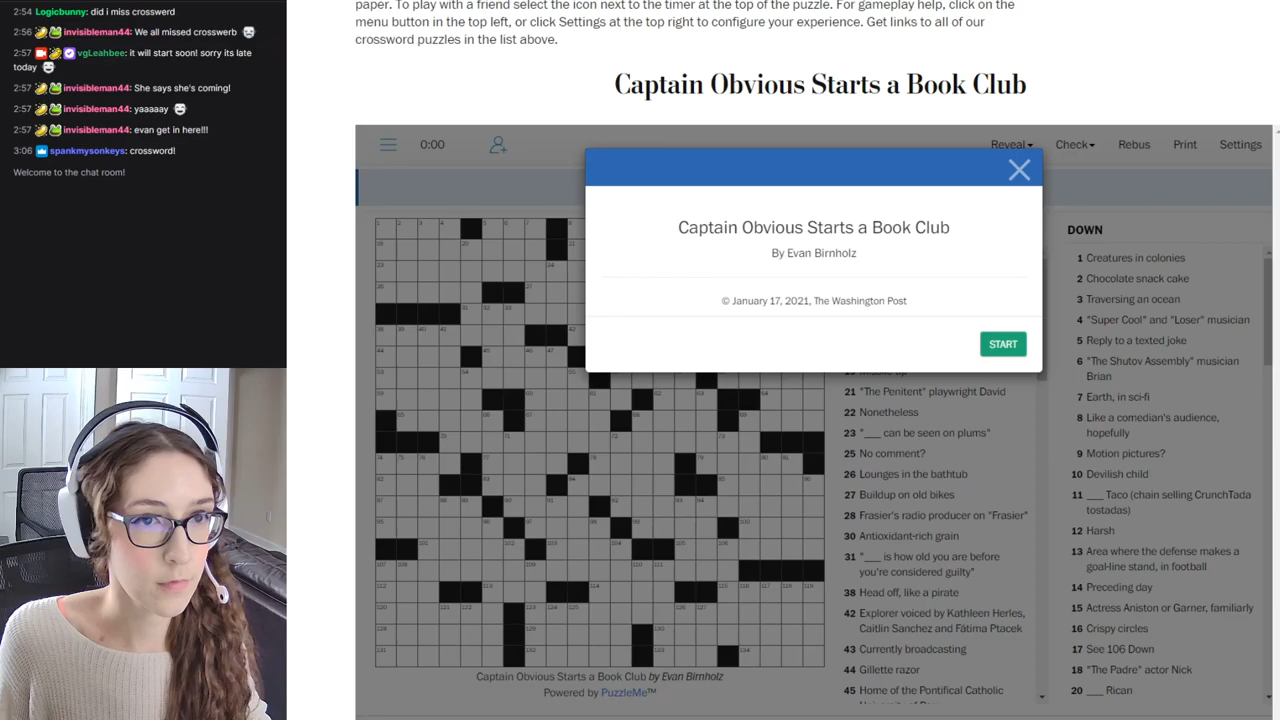 2:54 Logicbunny: did i miss crosswerd
2:56 invisibleman44: We all missed crosswerb
2:57 vgLeahbee: it will start soon! sorry its late
today
2:57 invisibleman44: She says she's coming!
2:57 invisibleman44: yaaaaay
2:57 invisibleman44: evan get in here!!!
3:06 spankmysonkeys: crossword!
Welcome to the chat room!
paper. To play with a friend select the icon next to the timer at the top of the puzzle. For gameplay help, click on the
menu button in the top left, or click Settings at the top right to configure your experience. Get links to all of our
crossword puzzles in the list above.
Captain Obvious Starts a Book Club
0:00
Reveal Check Rebus Print Settings
Captain Obvious Starts a Book Club
By Evan Birnholz
© January 17, 2021, The Washington Post
START
21 "The Penitent" playwright David
22 Nonetheless
23 "___ can be seen on plums"
25 No comment?
26 Lounges in the bathtub
27 Buildup on old bikes
28 Frasier's radio producer on "Frasier"
30 Antioxidant-rich grain
31 "___ is how old you are before
you're considered guilty"
38 Head off, like a pirate
42 Explorer voiced by Kathleen Herles,
Caitlin Sanchez and Fátima Ptacek
43 Currently broadcasting
44 Gillette razor
45 Home of the Pontifical Catholic
DOWN
1 Creatures in colonies
2 Chocolate snack cake
3 Traversing an ocean
4 "Super Cool" and "Loser" musician
5 Reply to a texted joke
6 "The Shutov Assembly" musician
Brian
7 Earth, in sci-fi
8 Like a comedian's audience,
hopefully
9 Motion pictures?
10 Devilish child
11 ___ Taco (chain selling CrunchTada
tostadas)
12 Harsh
13 Area where the defense makes a
goal-line stand, in football
14 Preceding day
15 Actress Aniston or Garner, familiarly
16 Crispy circles
17 See 106 Down
18 "The Padre" actor Nick
20 ___ Rican
Captain Obvious Starts a Book Club by Evan Birnholz
Powered by PuzzleMe™